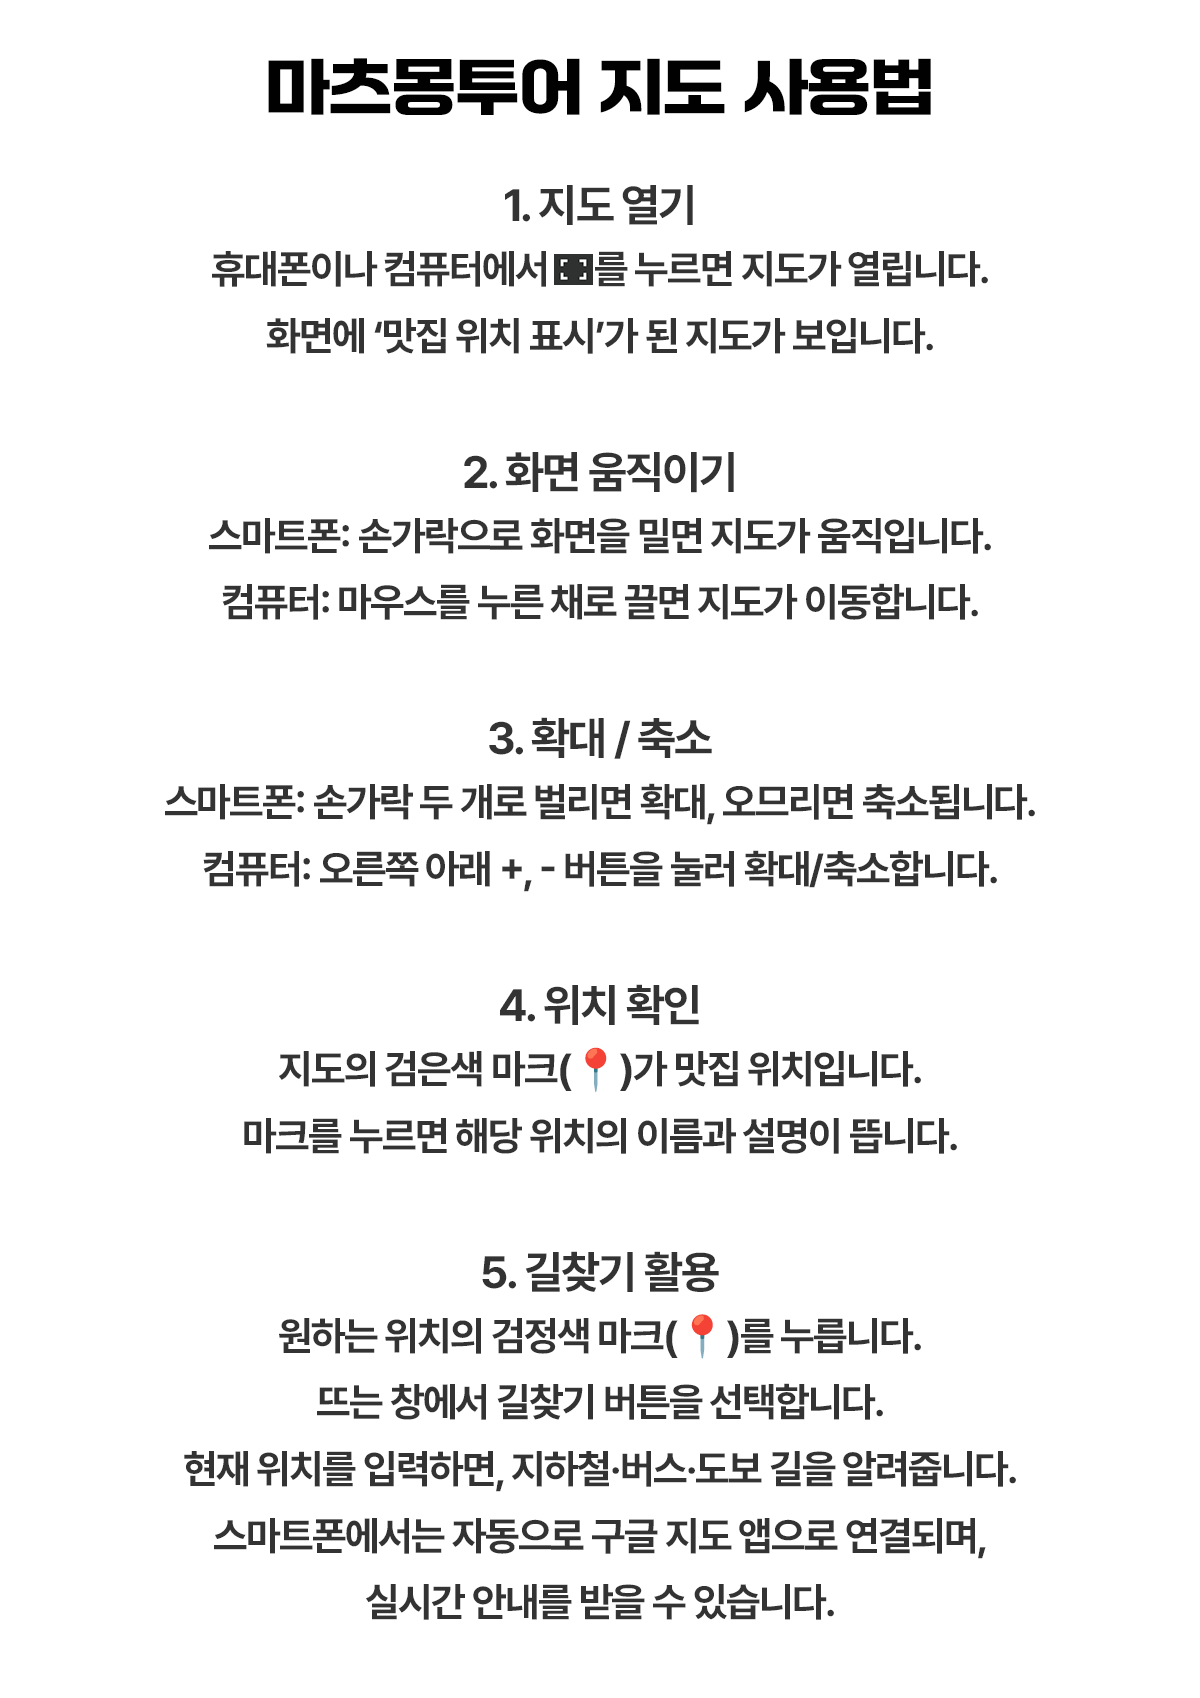 마츠몽투어 지도 사용법
1. 지도 열기
휴대폰이나 컴퓨터에서 를 누르면 지도가 열립니다.
화면에 ‘맛집 위치 표시’가 된 지도가 보입니다.
2. 화면 움직이기
스마트폰: 손가락으로 화면을 밀면 지도가 움직입니다.
컴퓨터: 마우스를 누른 채로 끌면 지도가 이동합니다.
3. 확대 / 축소
스마트폰: 손가락 두 개로 벌리면 확대, 오므리면 축소됩니다.
컴퓨터: 오른쪽 아래 +, - 버튼을 눌러 확대/축소합니다.
4. 위치 확인
지도의 검은색 마크(📍)가 맛집 위치입니다.
마크를 누르면 해당 위치의 이름과 설명이 뜹니다.
5. 길찾기 활용
원하는 위치의 검정색 마크(📍)를 누릅니다.
뜨는 창에서 길찾기 버튼을 선택합니다.
현재 위치를 입력하면, 지하철·버스·도보 길을 알려줍니다.
스마트폰에서는 자동으로 구글 지도 앱으로 연결되며,
실시간 안내를 받을 수 있습니다.